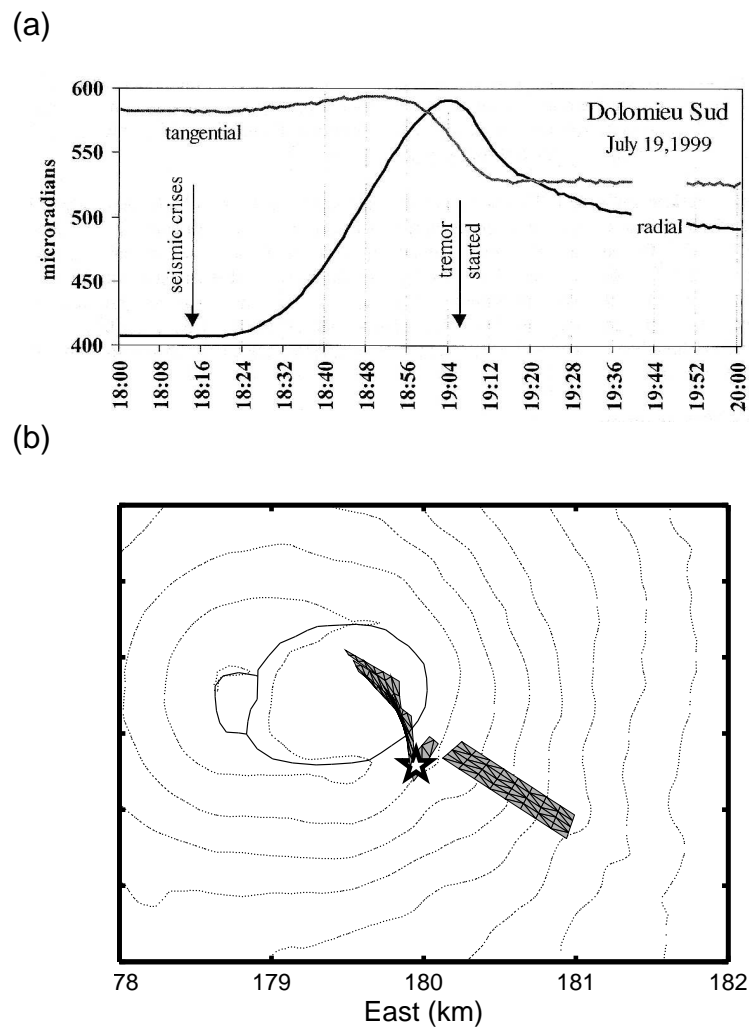 (a)
600
550
500
450
400
microradians
tangential
Dolomieu Sud
July 19,1999
seismic crises
tremor
started
radial
18:00
18:08
18:16
18:24
18:32
18:40
18:48
18:56
19:04
19:12
19:20
19:28
19:36
19:44
19:52
20:00
(b)
78
179
180
181
182
East (km)